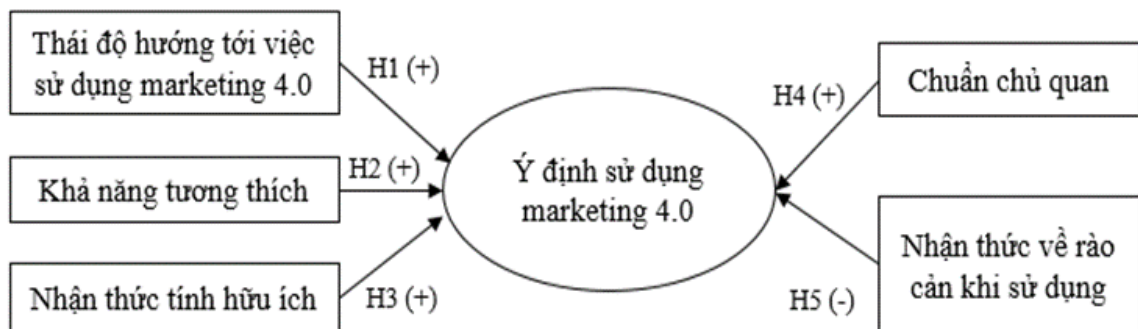 Thái độ hướng tới việc
sử dụng marketing 4.0
H1 (+)
Khả năng tương thích
H2 (+)
Nhận thức tính hữu ích
H3 (+)
Ý định sử dụng
marketing 4.0
H4 (+)
Chuẩn chủ quan
H5 (-)
Nhận thức về rào
cản khi sử dụng